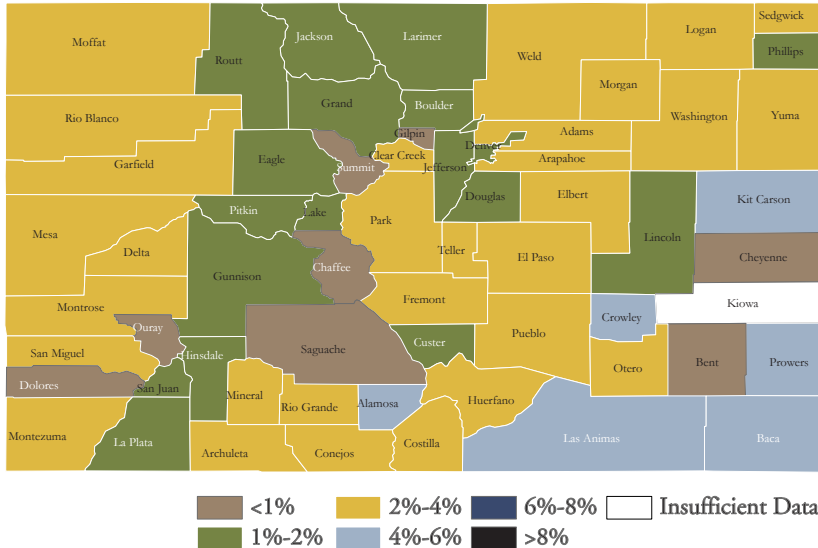 Moffat
Routt
Jackson
Larimer
Weld
Logan
Sedgwick
Phillips
Morgan
Rio Blanco
Grand
Boulder
Washington
Yuma
Garfield
Eagle
Summit
Gilpin
Clear Creek
Jefferson
Denver
Adams
Arapahoe
Mesa
Pitkin
Lake
Park
Douglas
Elbert
Lincoln
Kit Carson
Delta
Gunnison
Chaffee
Teller
El Paso
Cheyenne
Montrose
Ouray
Fremont
Crowley
Kiowa
San Miguel
Hinsdale
Saguache
Custer
Pueblo
Otero
Bent
Prowers
Dolores
San Juan
Mineral
Rio Grande
Alamosa
Huerfano
Montezuma
La Plata
Archuleta
Conejos
Costilla
Las Animas
Baca
<1%
2%-4%
6%-8%
Insufficient Data
1%-2%
4%-6%
>8%